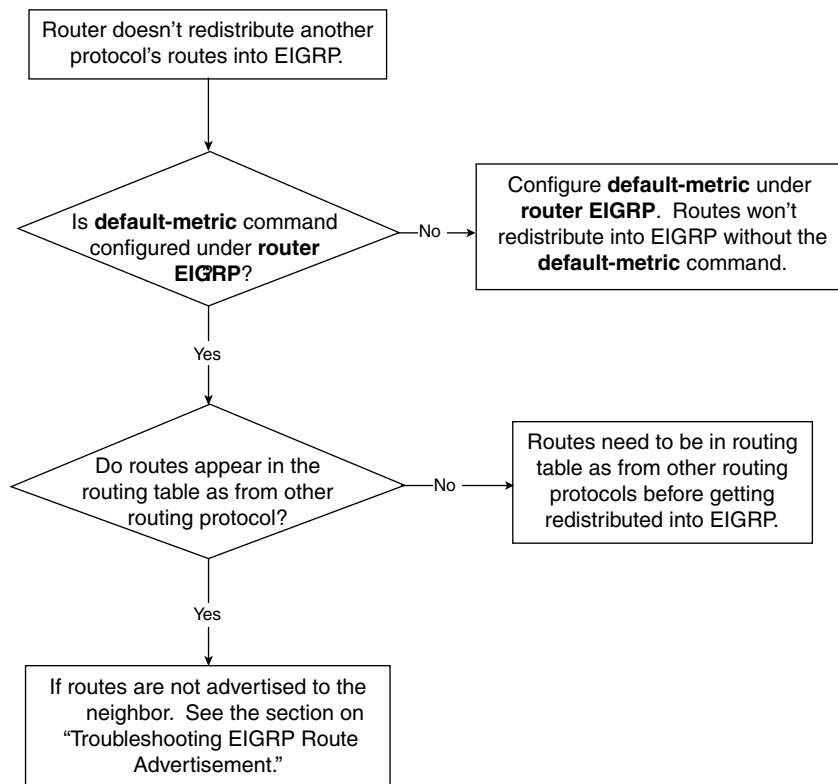 Router doesn't redistribute another
protocol's routes into EIGRP.
Is default-metric command
configured under router
EIGRP?
No
Configure default-metric under
router EIGRP. Routes won't
redistribute into EIGRP without the
default-metric command.
Yes
Do routes appear in the
routing table as from other
routing protocol?
No
Routes need to be in routing
table as from other routing
protocols before getting
redistributed into EIGRP.
Yes
If routes are not advertised to the
neighbor. See the section on
“Troubleshooting EIGRP Route
Advertisement.”